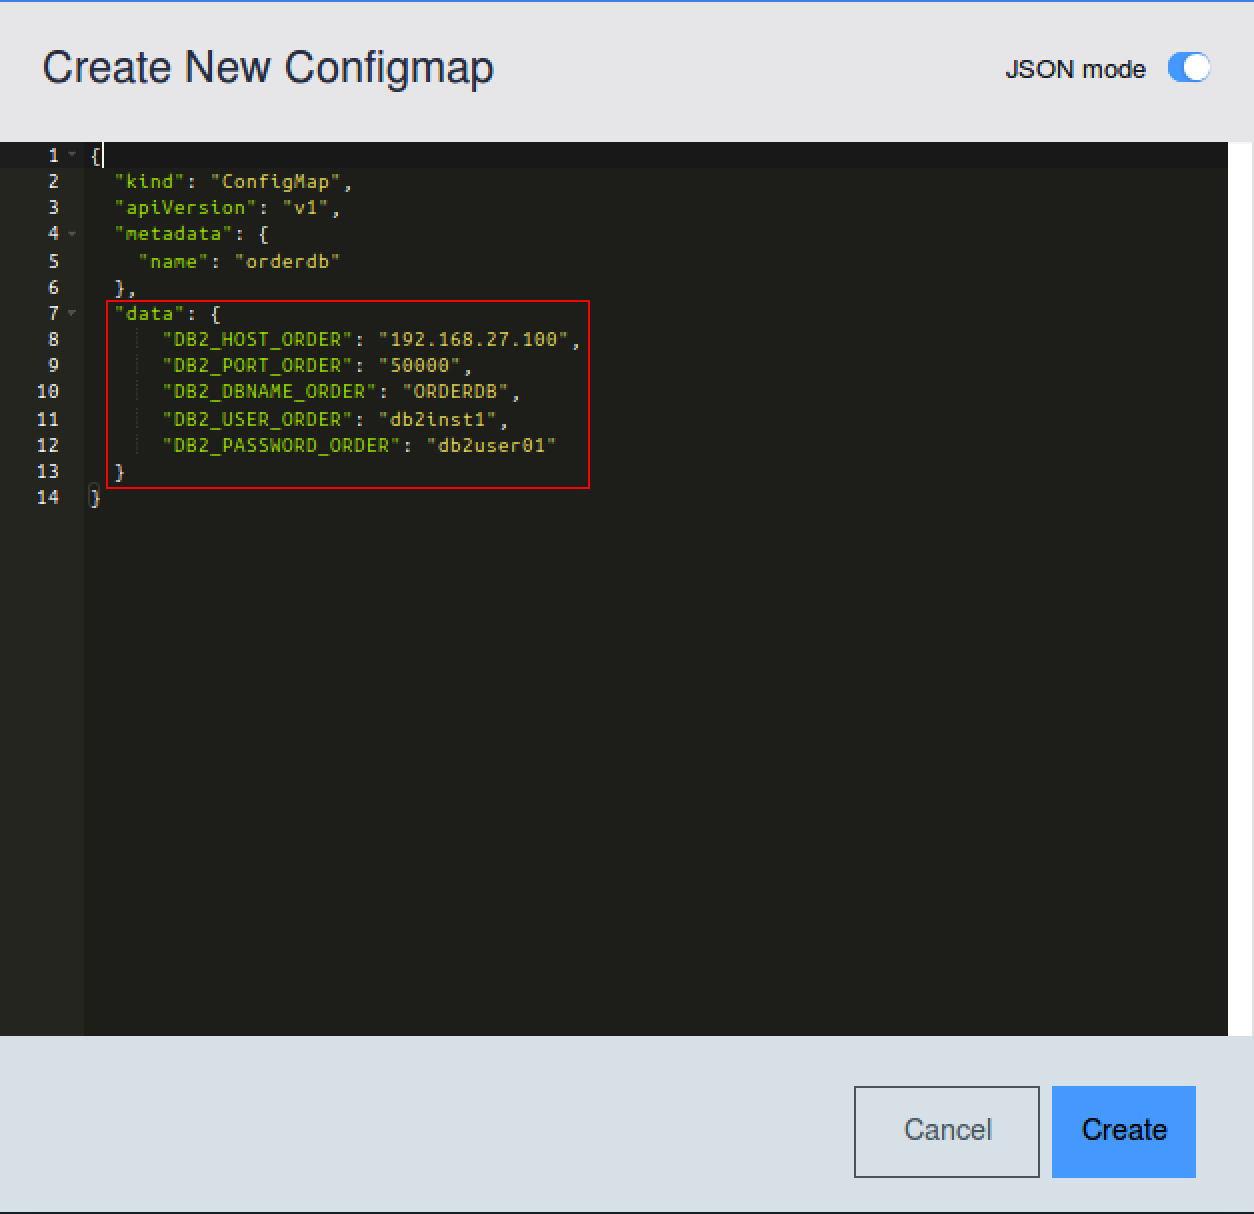 Create New Configmap
JSON mode
1 {
2 "kind": "ConfigMap",
3 "apiVersion": "v1",
4 "metadata": {
5 "name": "orderdb"
6 },
7 "data": {
8 "DB2_HOST_ORDER": "192.168.27.100",
9 "DB2_PORT_ORDER": "50000",
10 "DB2_DBNAME_ORDER": "ORDERDB",
11 "DB2_USER_ORDER": "db2inst1",
12 "DB2_PASSWORD_ORDER": "db2user01"
13 }
14 }
Cancel
Create